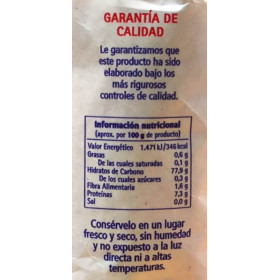 GARANTÍA DE
CALIDAD
Le garantizamos que
este producto ha sido
elaborado bajo los
más rigurosos
controles de calidad.
Información nutricional
(aprox. por 100 g de producto)
Valor Energético 1.471 kJ/346 kcal
Grasas 0,6 g
De las cuales saturadas 0,1 g
Hidratos de Carbono 77,9 g
De los cuales azúcares 0,3 g
Fibra Alimentaria 1,6 g
Proteínas 7,3 g
Sal 0,0 g
Consérvelo en un lugar
fresco y seco, sin humedad
y no expuesto a la luz
directa ni a altas
temperaturas.